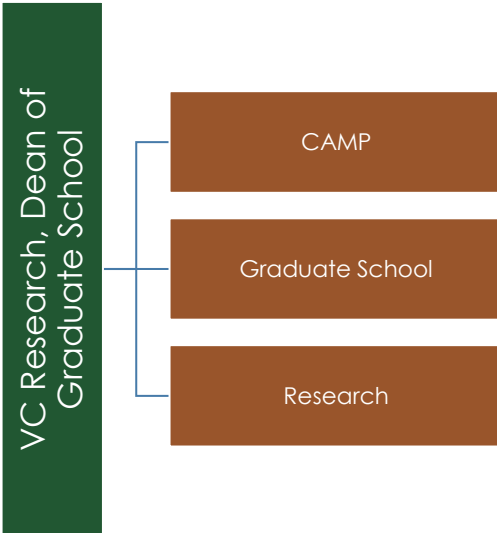 VC Research, Dean of
Graduate School
CAMP
Graduate School
Research